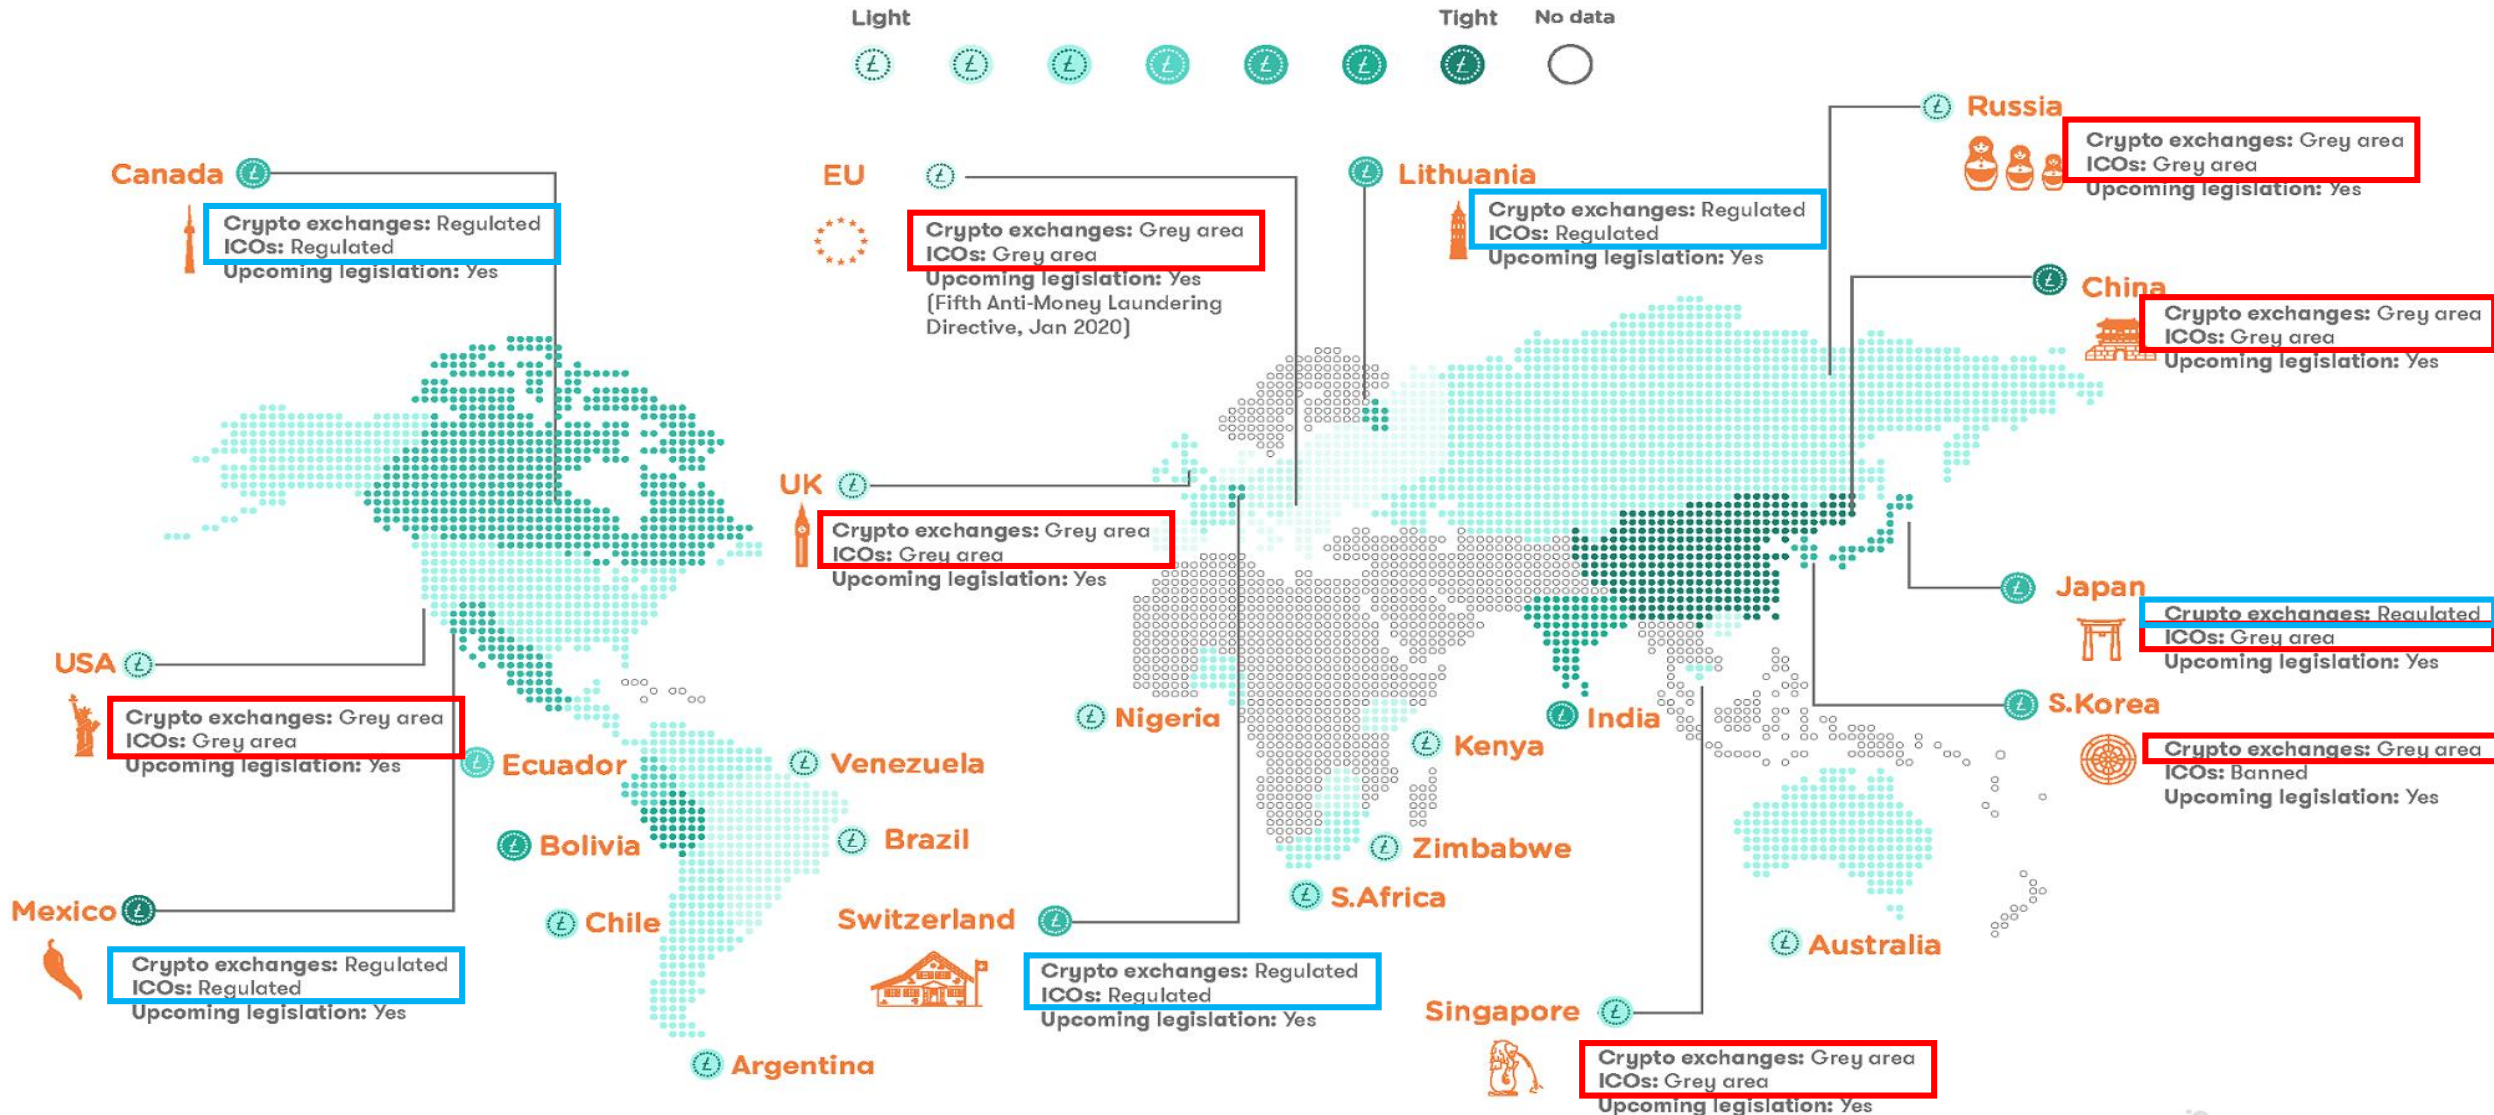 Light
Tight
No data
Russia
Crypto exchanges: Grey area
ICOs: Grey area
Upcoming legislation: Yes
Canada
Crypto exchanges: Regulated
ICOs: Regulated
Upcoming legislation: Yes
EU
Crypto exchanges: Grey area
ICOs: Grey area
Upcoming legislation: Yes
(Fifth Anti-Money Laundering
Directive, Jan 2020)
Lithuania
Crypto exchanges: Regulated
ICOs: Regulated
Upcoming legislation: Yes
China
Crypto exchanges: Grey area
ICOs: Grey area
Upcoming legislation: Yes
UK
Crypto exchanges: Grey area
ICOs: Grey area
Upcoming legislation: Yes
Japan
Crypto exchanges: Regulated
ICOs: Grey area
Upcoming legislation: Yes
USA
Crypto exchanges: Grey area
ICOs: Grey area
Upcoming legislation: Yes
S.Korea
Crypto exchanges: Grey area
ICOs: Banned
Upcoming legislation: Yes
Nigeria
India
Kenya
Ecuador
Venezuela
Bolivia
Brazil
Zimbabwe
S.Africa
Mexico
Crypto exchanges: Regulated
ICOs: Regulated
Upcoming legislation: Yes
Chile
Switzerland
Crypto exchanges: Regulated
ICOs: Regulated
Upcoming legislation: Yes
Australia
Singapore
Crypto exchanges: Grey area
ICOs: Grey area
Upcoming legislation: Yes
Argentina